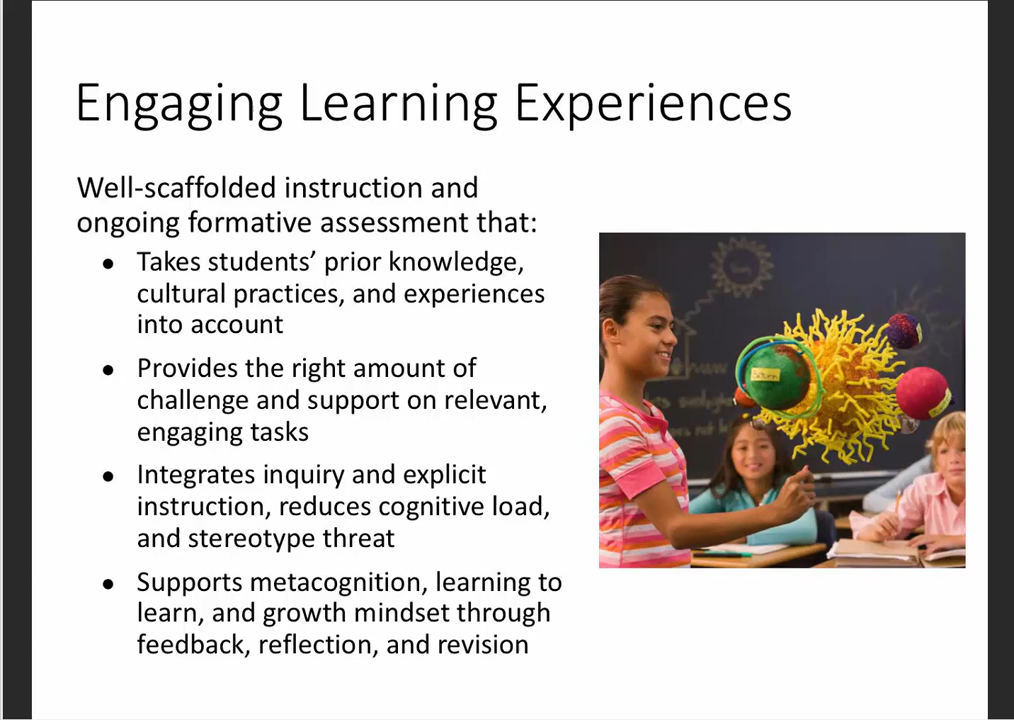 Engaging Learning Experiences
Well-scaffolded instruction and
ongoing formative assessment that:
● Takes students’ prior knowledge,
cultural practices, and experiences
into account
● Provides the right amount of
challenge and support on relevant,
engaging tasks
● Integrates inquiry and explicit
instruction, reduces cognitive load,
and stereotype threat
● Supports metacognition, learning to
learn, and growth mindset through
feedback, reflection, and revision
Saturn